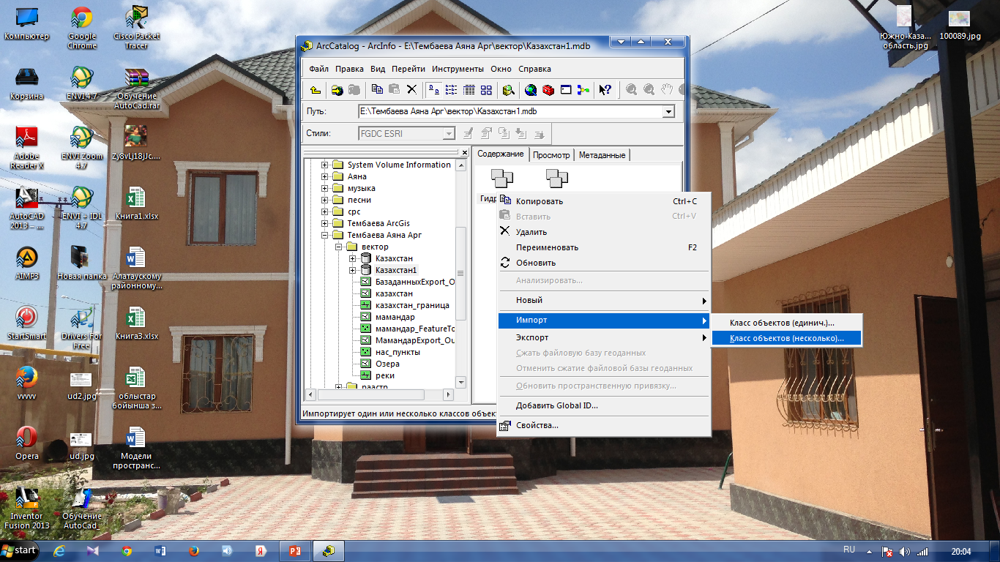 Компьютер
Google Chrome
Cisco Packet Tracer
Корзина
ENVI 4.7
Обучение AutoCad.rar
Adobe Reader X
ENVI Zoom 4.7
Zy8vLj18jJc....
AutoCAD 2013 – ...
ENVI + IDL 4.7
Книга1.xlsx
AIMP3
Новая папка
Алатаускому районному...
StartSmart
Drivers For Free
Книга3.xlsx
vvvv
ud2.jpg
облыстар бойынша з...
Opera
ud.jpg
Модели пространс...
Inventor Fusion 2013
Обучение AutoCad_
Южно-Каза... область.jpg
100089.jpg
ArcCatalog - ArcInfo - E:\Тембаева Аяна Арг\вектор\Казахстан1.mdb
Файл Правка Вид Перейти Инструменты Окно Справка
Путь: E:\Тембаева Аяна Арг\вектор\Казахстан1.mdb
Стили: FGDC ESRI
System Volume Information
Аяна
музыка
песни
срс
Тембаева ArcGis
Тембаева Аяна Арг
вектор
Казахстан
Казахстан1
БазаданныхExport_O
казахстан
казахстан_граница
мамандар
мамандар_FeatureTo
МамандарExport_Ou
нас_пункты
Озера
реки
раастр
Содержание Просмотр Метаданные
Гидр
Копировать Ctrl+C
Вставить Ctrl+V
Удалить
Переименовать F2
Обновить
Анализировать...
Новый
Импорт
Экспорт
Сжать файловую базу геоданных
Отменить сжатие файловой базы геоданных
Обновить пространственную привязку...
Добавить Global ID...
Свойства...
Класс объектов (единич.)...
Класс объектов (несколько)...
Импортирует один или несколько классов объект
start
RU
20:04